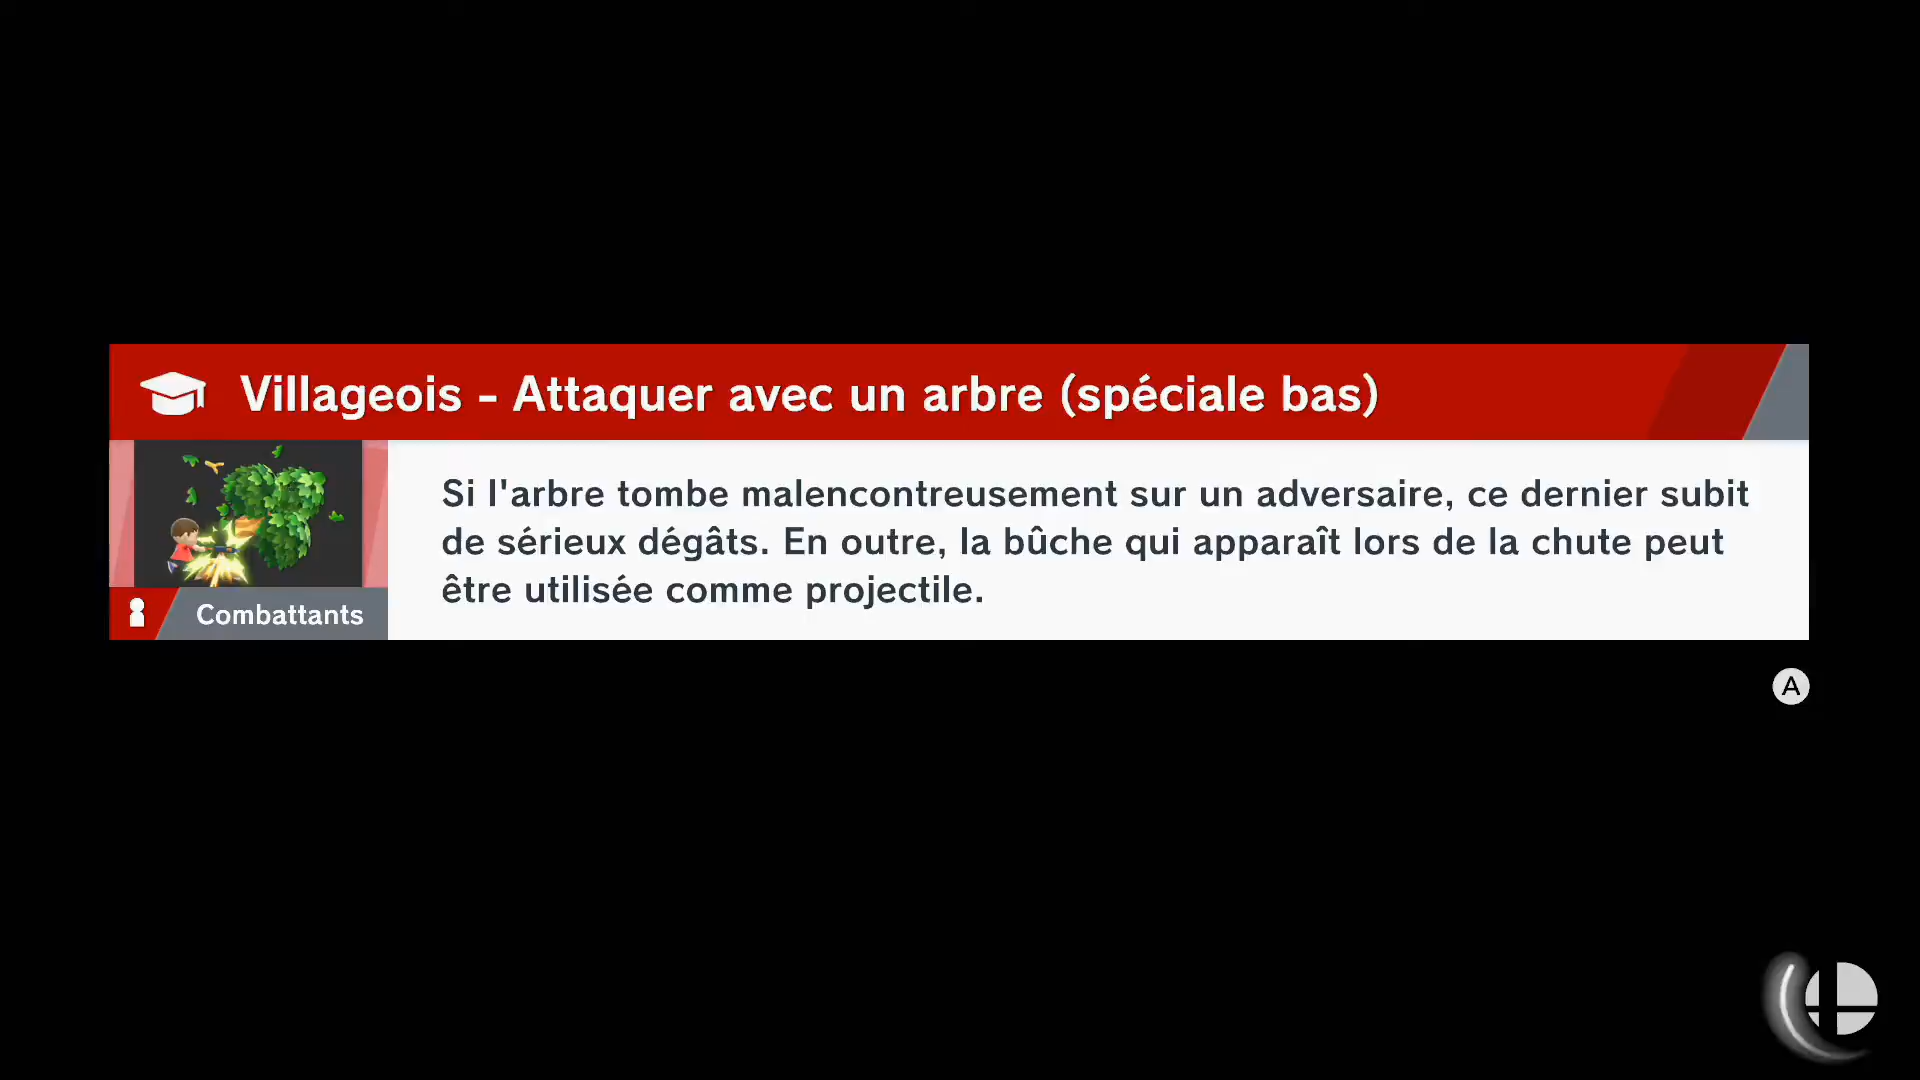 Villageois - Attaquer avec un arbre (spéciale bas)
Si l'arbre tombe malencontreusement sur un adversaire, ce dernier subit
de sérieux dégâts. En outre, la bûche qui apparaît lors de la chute peut
être utilisée comme projectile.
Combattants
A